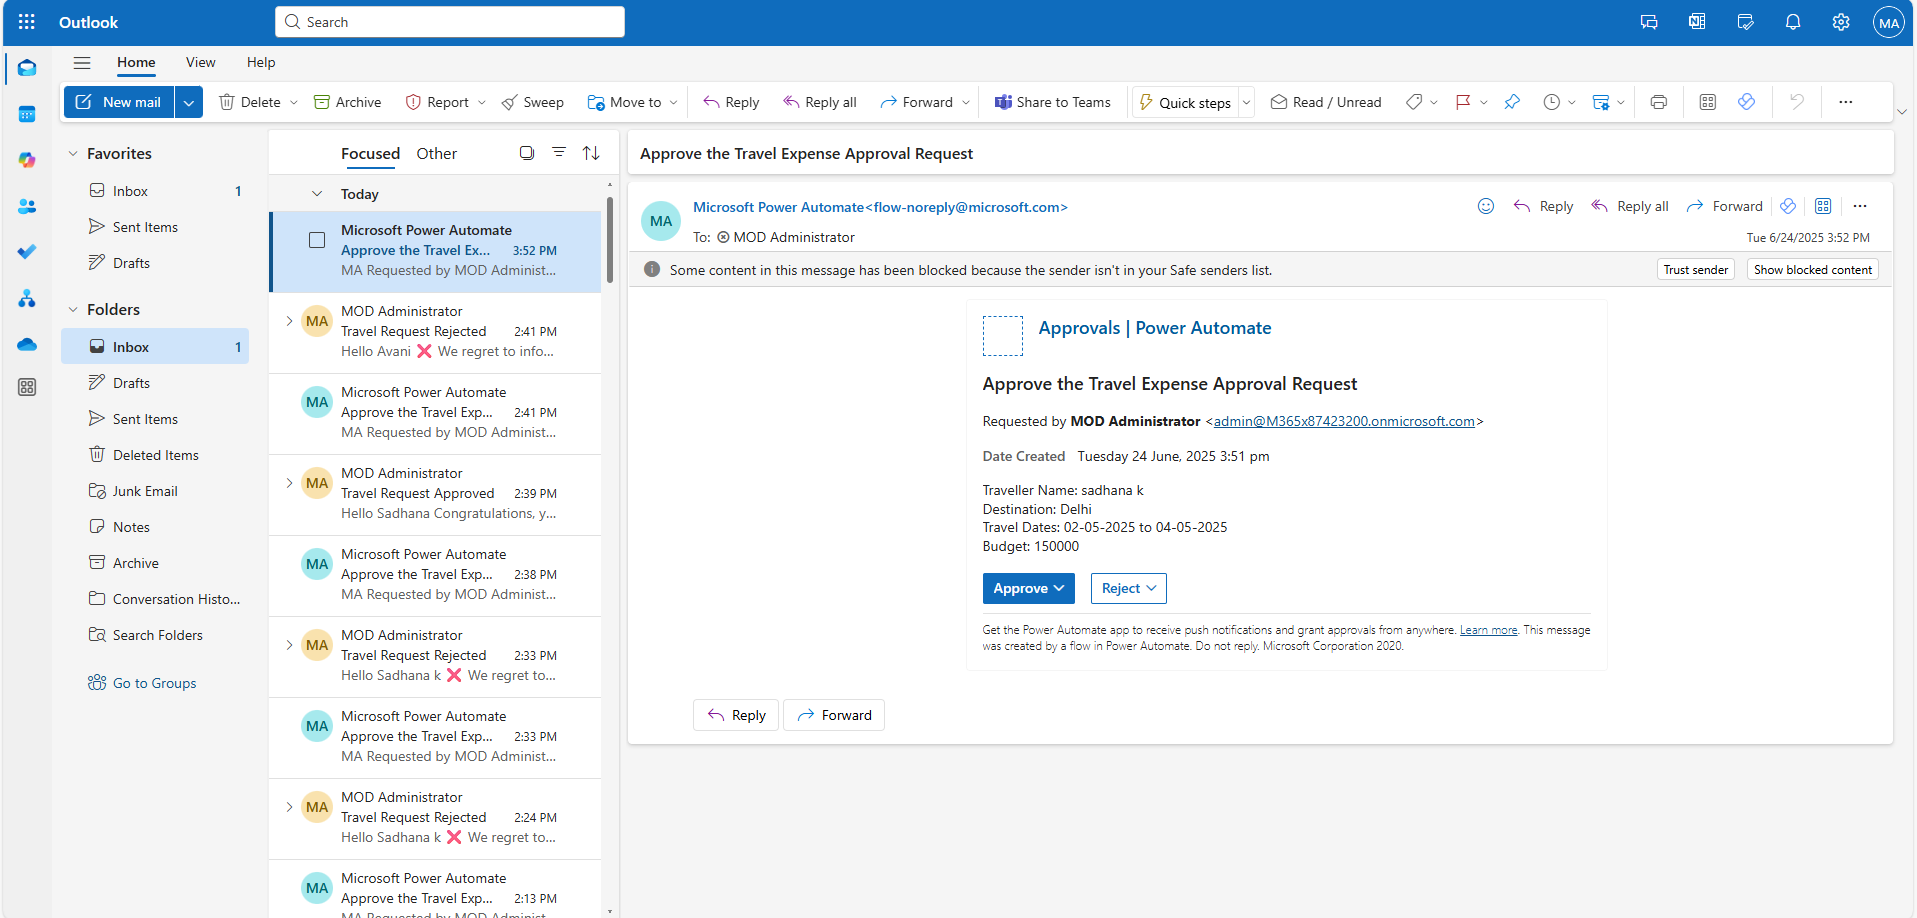 Outlook
Search
MA
Home View Help
New mail Delete Archive Report Sweep Move to Reply Reply all Forward Share to Teams Quick steps Read / Unread
Favorites
Inbox 1
Sent Items
Drafts
Folders
Inbox 1
Drafts
Sent Items
Deleted Items
Junk Email
Notes
Archive
Conversation Histo...
Search Folders
Go to Groups
Focused Other
Today
Microsoft Power Automate
Approve the Travel Ex... 3:52 PM
MA Requested by MOD Administ...
MA
MOD Administrator
Travel Request Rejected 2:41 PM
Hello Avani ❌ We regret to info...
MA
Microsoft Power Automate
Approve the Travel Exp... 2:41 PM
MA Requested by MOD Administ...
MA
MOD Administrator
Travel Request Approved 2:39 PM
Hello Sadhana Congratulations, y...
MA
Microsoft Power Automate
Approve the Travel Exp... 2:38 PM
MA Requested by MOD Administ...
MA
MOD Administrator
Travel Request Rejected 2:33 PM
Hello Sadhana k ❌ We regret to...
MA
Microsoft Power Automate
Approve the Travel Exp... 2:33 PM
MA Requested by MOD Administ...
MA
MOD Administrator
Travel Request Rejected 2:24 PM
Hello Sadhana k ❌ We regret to...
MA
Microsoft Power Automate
Approve the Travel Exp... 2:13 PM
MA Requested by MOD Administ...
Approve the Travel Expense Approval Request
MA
Microsoft Power Automate<flow-noreply@microsoft.com>
Reply Reply all Forward
To: MOD Administrator
Tue 6/24/2025 3:52 PM
Some content in this message has been blocked because the sender isn't in your Safe senders list.
Trust sender Show blocked content
Approvals | Power Automate
Approve the Travel Expense Approval Request
Requested by MOD Administrator <admin@M365x87423200.onmicrosoft.com>
Date Created Tuesday 24 June, 2025 3:51 pm
Traveller Name: sadhana k
Destination: Delhi
Travel Dates: 02-05-2025 to 04-05-2025
Budget: 150000
Approve Reject
Get the Power Automate app to receive push notifications and grant approvals from anywhere. Learn more. This message
was created by a flow in Power Automate. Do not reply. Microsoft Corporation 2020.
Reply Forward